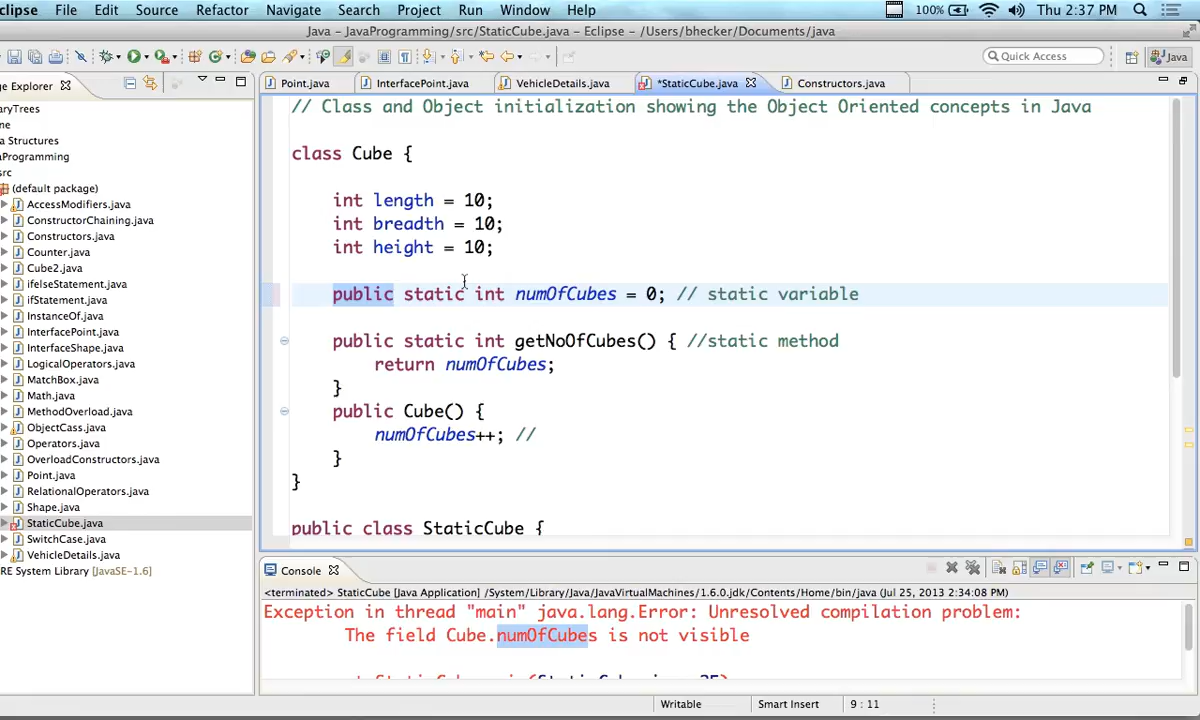 clipse File Edit Source Refactor Navigate Search Project Run Window Help 100% Thu 2:37 PM
Java - JavaProgramming/src/StaticCube.java - Eclipse - /Users/bhecker/Documents/java
Quick Access Java
e Explorer Point.java InterfacePoint.java VehicleDetails.java *StaticCube.java Constructors.java
aryTrees
ne
a Structures
aProgramming
src
(default package)
AccessModifiers.java
ConstructorChaining.java
Constructors.java
Counter.java
Cube2.java
ifelseStatement.java
ifStatement.java
InstanceOf.java
InterfacePoint.java
InterfaceShape.java
LogicalOperators.java
MatchBox.java
Math.java
MethodOverload.java
ObjectCass.java
Operators.java
OverloadConstructors.java
Point.java
RelationalOperators.java
Shape.java
StaticCube.java
SwitchCase.java
VehicleDetails.java
RE System Library [JavaSE-1.6]
// Class and Object initialization showing the Object Oriented concepts in Java
class Cube {
int length = 10;
int breadth = 10;
int height = 10;
public static int numOfCubes = 0; // static variable
public static int getNoOfCubes() { //static method
return numOfCubes;
}
public Cube() {
numOfCubes++; //
}
}
public class StaticCube {
Console
<terminated> StaticCube [Java Application] /System/Library/Java/JavaVirtualMachines/1.6.0.jdk/Contents/Home/bin/java (Jul 25, 2013 2:34:08 PM)
Exception in thread "main" java.lang.Error: Unresolved compilation problem:
The field Cube.numOfCubes is not visible
Writable Smart Insert 9 : 11